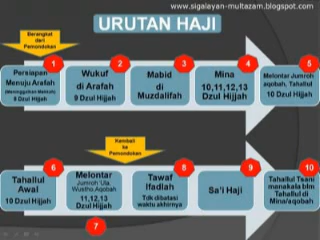 www.sigalayan-multazam.blogspot.com
URUTAN HAJI
Berangkat
dari
Pemondokan
1
2
3
4
5
Persiapan
Menuju Arafah
9 Dzul Hijjah
Wukuf
di Arafah
9 Dzul Hijjah
Mabid
di
Muzdalifah
Mina
10,11,12,13
Dzul Hijjah
Melontar Jumroh
aqobah, Tahallul
10 Dzul Hijjah
Kembali
ke
Pemondokan
6
8
9
10
Tahallul
Awal
10 Dzul Hijjah
Melontar
Jumroh 'Ula,
Wustho,Aqobah
11,12,13
Dzul Hijjah
Tawaf
Ifadlah
Tdk dibatasi
waktu akhirnya
Sa'i Haji
Tahallul Tsani
menakala blm
Tahallul di
Mina/aqobah
7